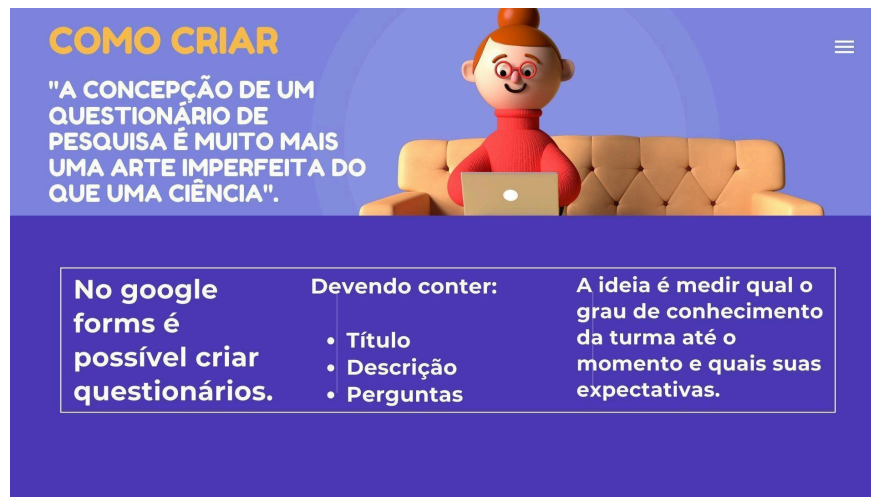 COMO CRIAR
"A CONCEPÇÃO DE UM
QUESTIONÁRIO DE
PESQUISA É MUITO MAIS
UMA ARTE IMPERFEITA DO
QUE UMA CIÊNCIA".
No google
forms é
possível criar
questionários.
Devendo conter:
• Título
• Descrição
• Perguntas
A ideia é medir qual o
grau de conhecimento
da turma até o
momento e quais suas
expectativas.